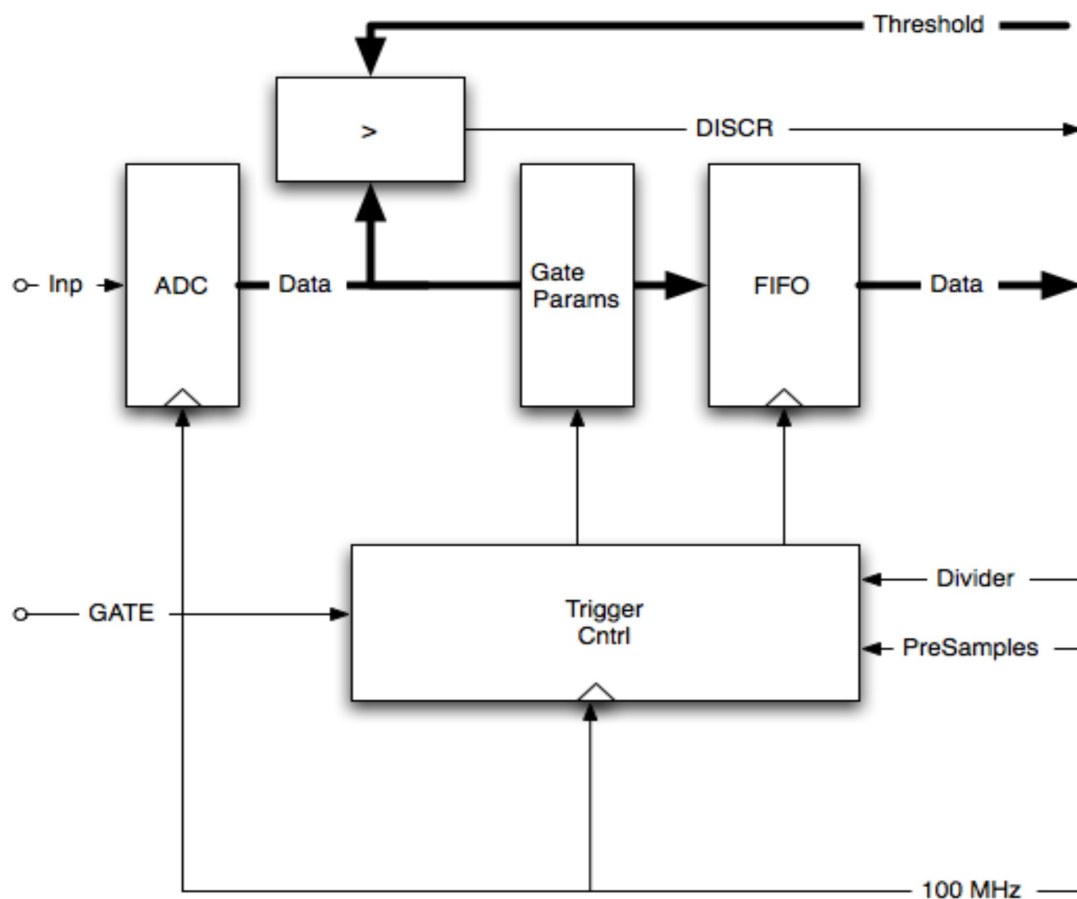 Threshold
>
DISCR
Inp
ADC
Data
Gate
Params
FIFO
Data
Divider
GATE
Trigger
Cntrl
PreSamples
100 MHz